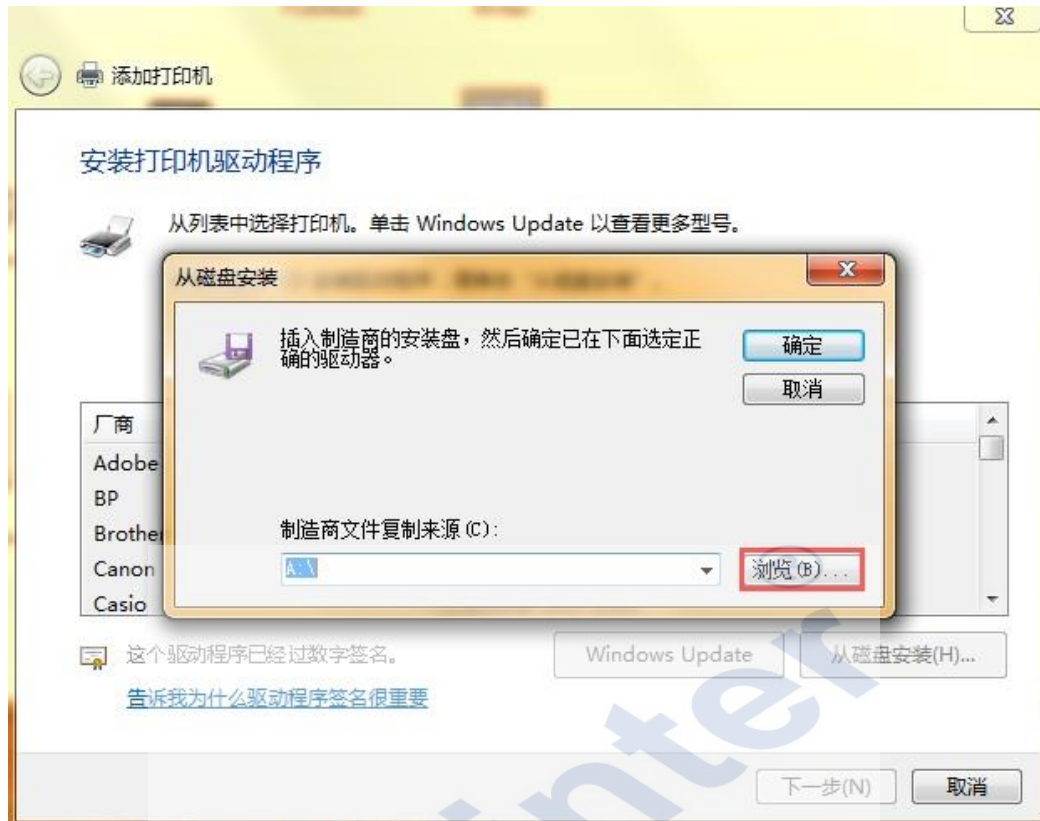 添加打印机
安装打印机驱动程序
从列表中选择打印机。单击 Windows Update 以查看更多型号。
从磁盘安装
插入制造商的安装盘，然后确定已在下面选定正
确的驱动器。
确定
取消
厂商
Adobe
BP
Brother
Canon
Casio
制造商文件复制来源(C):
A:\
浏览(B)...
这个驱动程序已经过数字签名。
Windows Update
从磁盘安装(H)...
告诉我为什么驱动程序签名很重要
下一步(N)
取消
inter